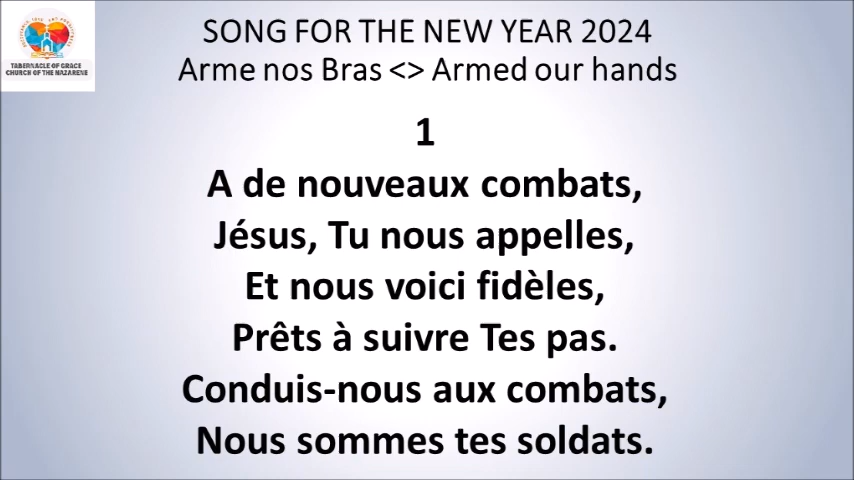 TABERNACLE OF GRACE
CHURCH OF THE NAZARENE
SONG FOR THE NEW YEAR 2024
Arme nos Bras <> Armed our hands
1
A de nouveaux combats,
Jésus, Tu nous appelles,
Et nous voici fidèles,
Prêts à suivre Tes pas.
Conduis-nous aux combats,
Nous sommes tes soldats.